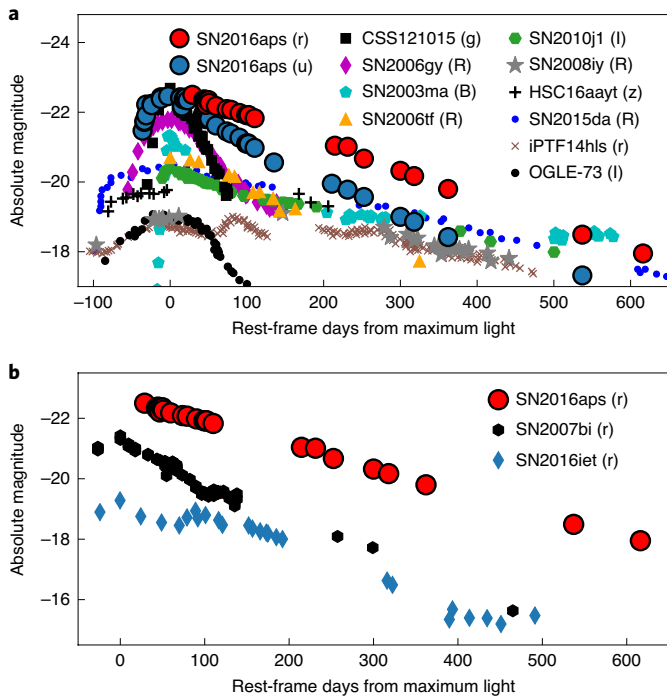 a
SN2016aps (r)
SN2016aps (u)
CSS121015 (g)
SN2006gy (R)
SN2003ma (B)
SN2006tf (R)
SN2010j1 (I)
SN2008iy (R)
HSC16aayt (z)
SN2015da (R)
iPTF14hls (r)
OGLE-73 (I)
Absolute magnitude
−24
−22
−20
−18
−100 0 100 200 300 400 500 600
Rest-frame days from maximum light
b
SN2016aps (r)
SN2007bi (r)
SN2016iet (r)
Absolute magnitude
−22
−20
−18
−16
0 100 200 300 400 500 600
Rest-frame days from maximum light